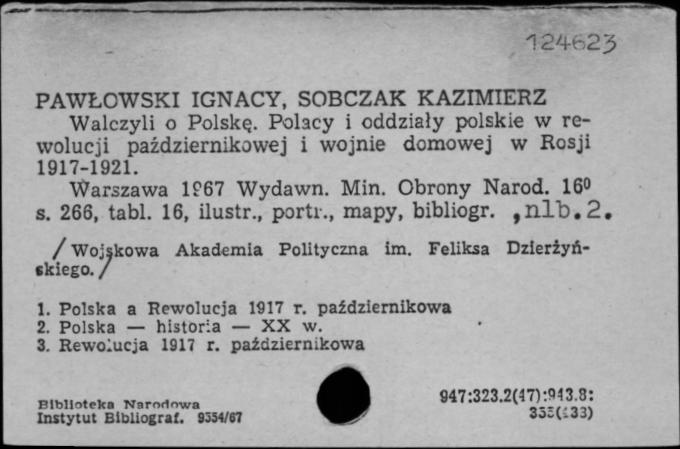 124623
PAWŁOWSKI IGNACY, SOBCZAK KAZIMIERZ
Walczyli o Polskę. Polacy i oddziały polskie w re-
wolucji październikowej i wojnie domowej w Rosji
1917-1921.
Warszawa 1967 Wydawn. Min. Obrony Narod. 16⁰
s. 266, tabl. 16, ilustr., portr., mapy, bibliogr. ,nlb.2.
/Wojskowa Akademia Polityczna im. Feliksa Dzierżyń-
skiego./
1. Polska a Rewolucja 1917 r. październikowa
2. Polska — historia — XX w.
3. Rewolucja 1917 r. październikowa
947:323.2(47):943.8:
Biblioteka Narodowa
Instytut Bibliograf. 9354/67